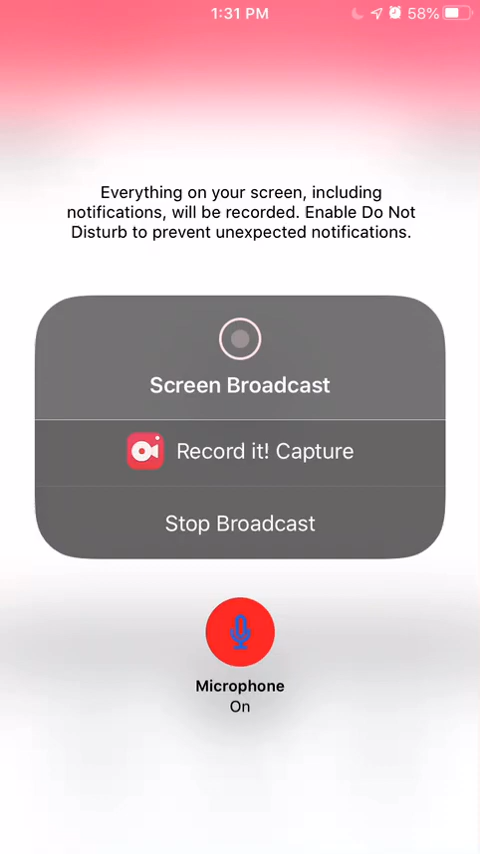 1:31 PM 58%
Everything on your screen, including
notifications, will be recorded. Enable Do Not
Disturb to prevent unexpected notifications.
Screen Broadcast
Record it! Capture
Stop Broadcast
Microphone
On